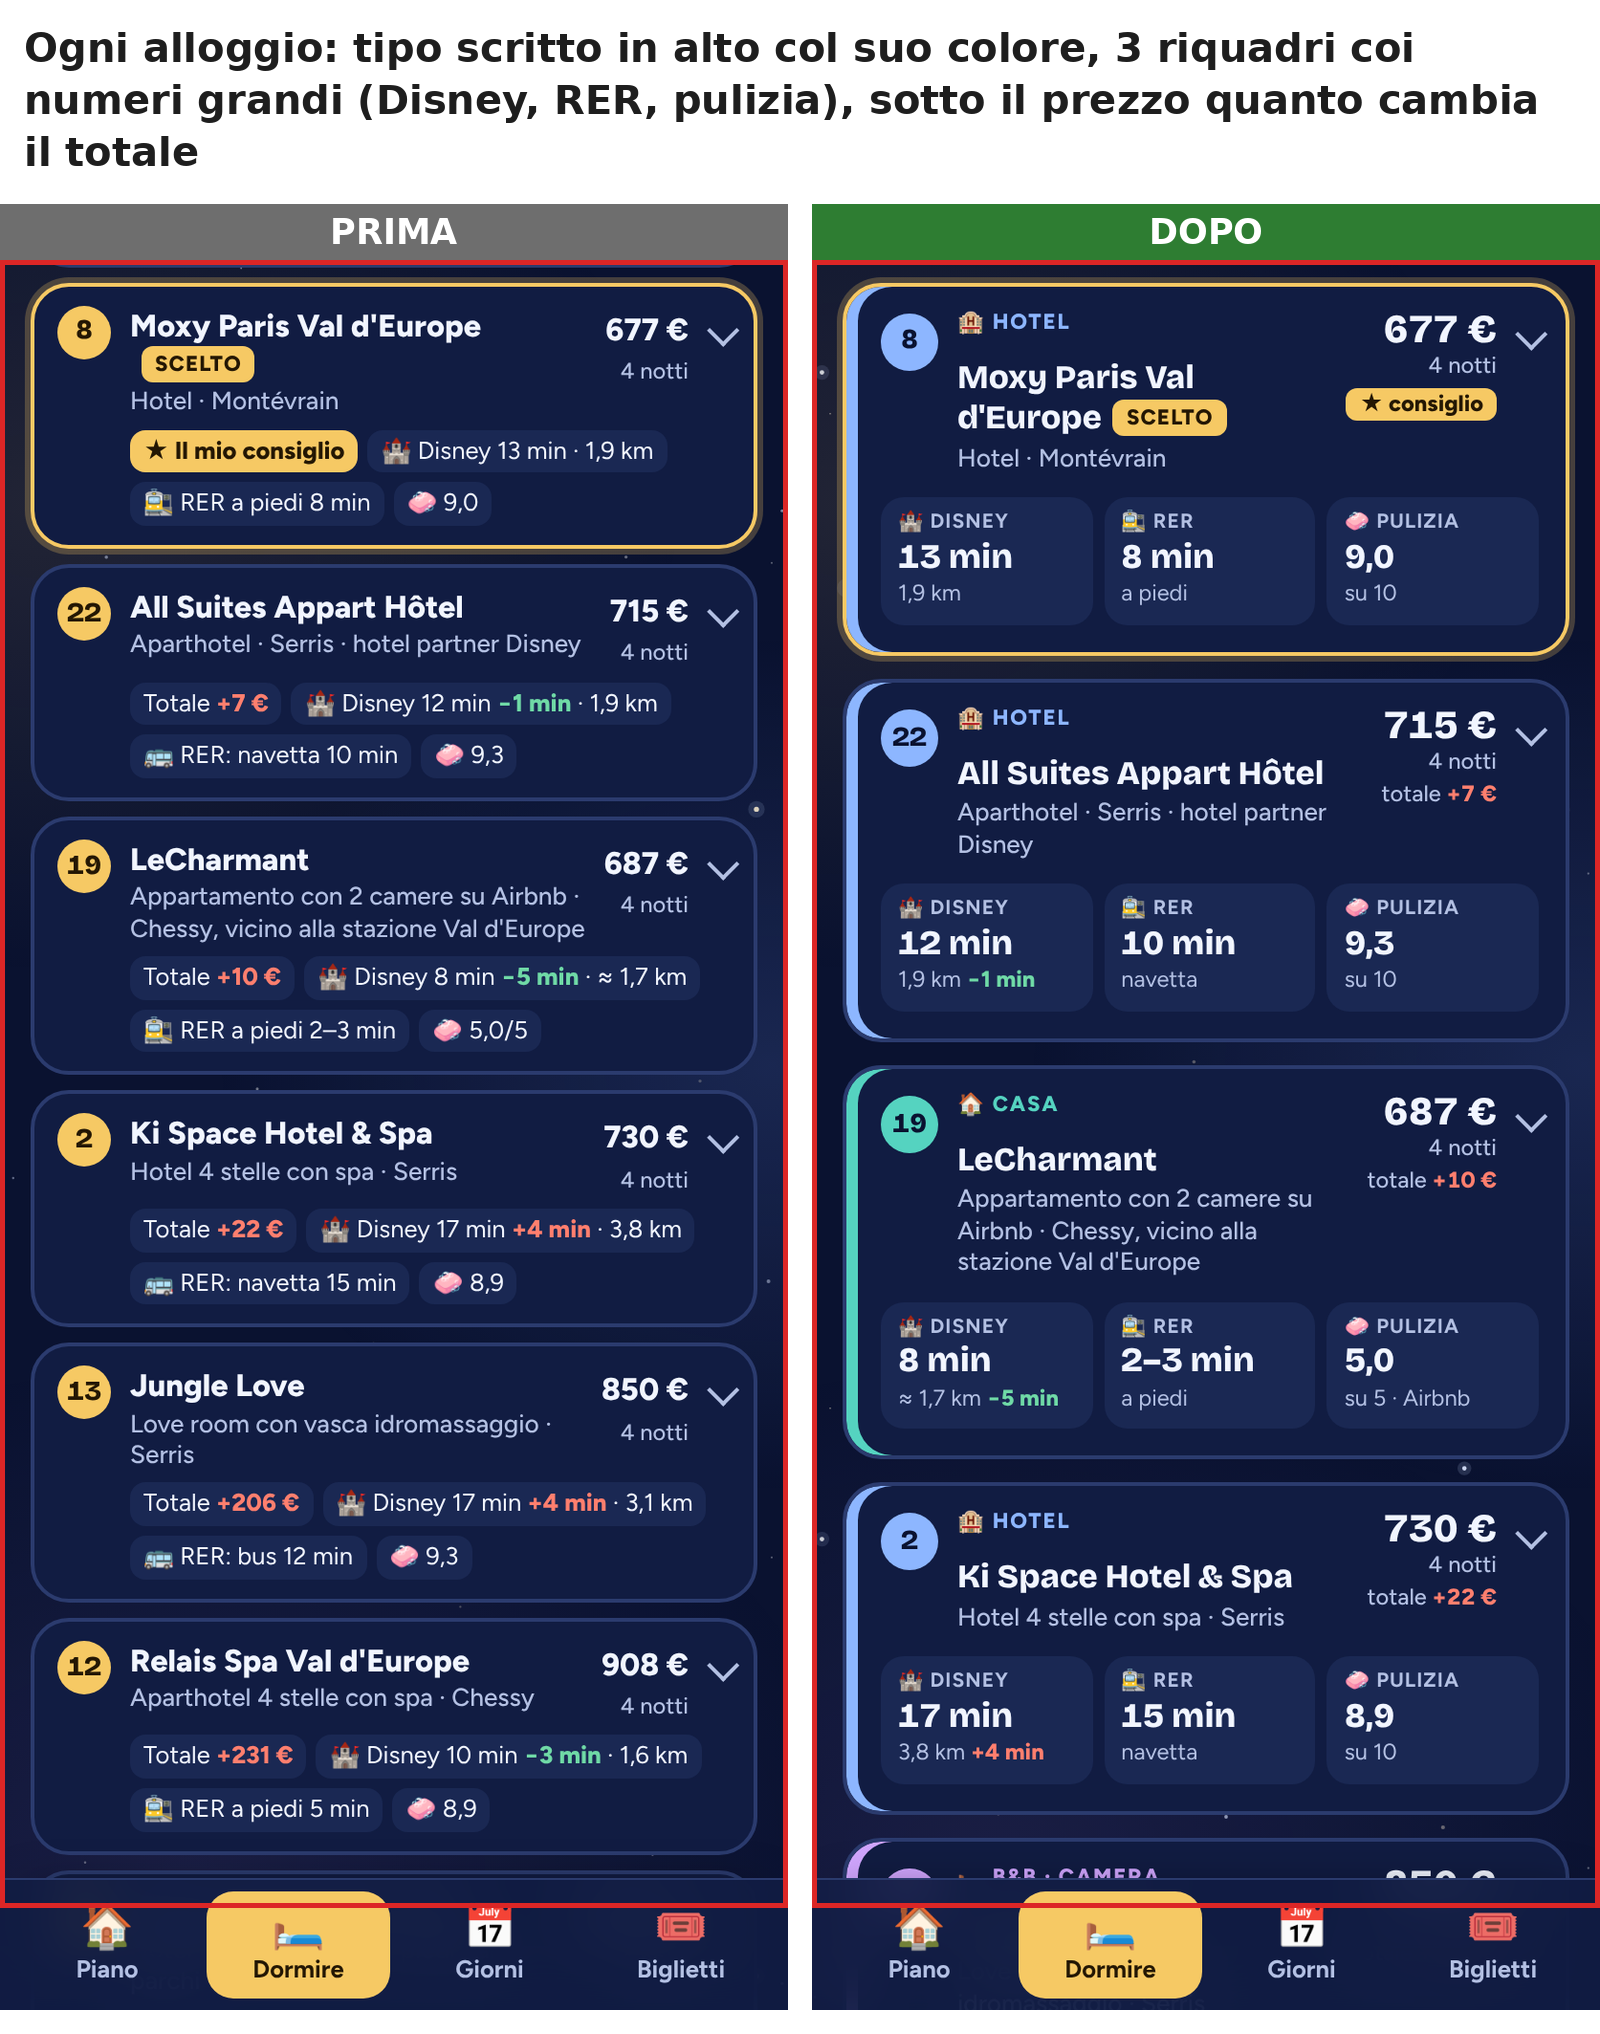 Ogni alloggio: tipo scritto in alto col suo colore, 3 riquadri coi
numeri grandi (Disney, RER, pulizia), sotto il prezzo quanto cambia
il totale
PRIMA
8
Moxy Paris Val d'Europe
677 €
SCELTO
4 notti
Hotel · Montévrain
★ Il mio consiglio
Disney 13 min · 1,9 km
RER a piedi 8 min
9,0
22
All Suites Appart Hôtel
715 €
Aparthotel · Serris · hotel partner Disney
4 notti
Totale +7 €
Disney 12 min -1 min · 1,9 km
RER: navetta 10 min
9,3
19
LeCharmant
687 €
Appartamento con 2 camere su Airbnb ·
4 notti
Chessy, vicino alla stazione Val d'Europe
Totale +10 €
Disney 8 min -5 min · ≈ 1,7 km
RER a piedi 2–3 min
5,0/5
2
Ki Space Hotel & Spa
730 €
Hotel 4 stelle con spa · Serris
4 notti
Totale +22 €
Disney 17 min +4 min · 3,8 km
RER: navetta 15 min
8,9
13
Jungle Love
850 €
Love room con vasca idromassaggio ·
4 notti
Serris
Totale +206 €
Disney 17 min +4 min · 3,1 km
RER: bus 12 min
9,3
12
Relais Spa Val d'Europe
908 €
Aparthotel 4 stelle con spa · Chessy
4 notti
Totale +231 €
Disney 10 min -3 min · 1,6 km
RER a piedi 5 min
8,9
Piano
Dormire
July
17
Giorni
Biglietti
DOPO
8
HOTEL
677 €
4 notti
Moxy Paris Val
d'Europe SCELTO
★ consiglio
Hotel · Montévrain
DISNEY
13 min
1,9 km
RER
8 min
a piedi
PULIZIA
9,0
su 10
22
HOTEL
715 €
4 notti
All Suites Appart Hôtel
totale +7 €
Aparthotel · Serris · hotel partner
Disney
DISNEY
12 min
1,9 km -1 min
RER
10 min
navetta
PULIZIA
9,3
su 10
19
CASA
687 €
4 notti
LeCharmant
totale +10 €
Appartamento con 2 camere su
Airbnb · Chessy, vicino alla
stazione Val d'Europe
DISNEY
8 min
≈ 1,7 km -5 min
RER
2–3 min
a piedi
PULIZIA
5,0
su 5 · Airbnb
2
HOTEL
730 €
4 notti
Ki Space Hotel & Spa
totale +22 €
Hotel 4 stelle con spa · Serris
DISNEY
17 min
3,8 km +4 min
RER
15 min
navetta
PULIZIA
8,9
su 10
B&B · CAMERA
850 €
Piano
Dormire
July
17
Giorni
Biglietti